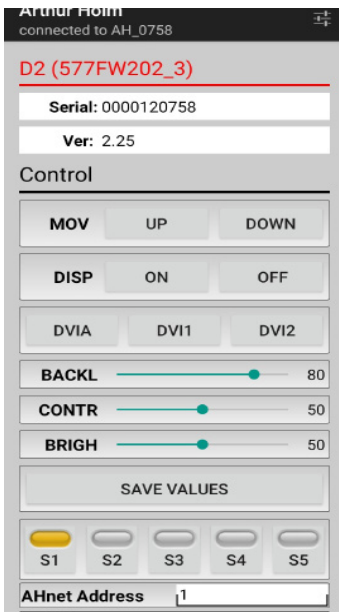 Arthur Holm
connected to AH_0758
D2 (577FW202_3)
Serial: 0000120758
Ver: 2.25
Control
MOV UP DOWN
DISP ON OFF
DVIA DVI1 DVI2
BACKL 80
CONTR 50
BRIGH 50
SAVE VALUES
S1 S2 S3 S4 S5
AHnet Address 1